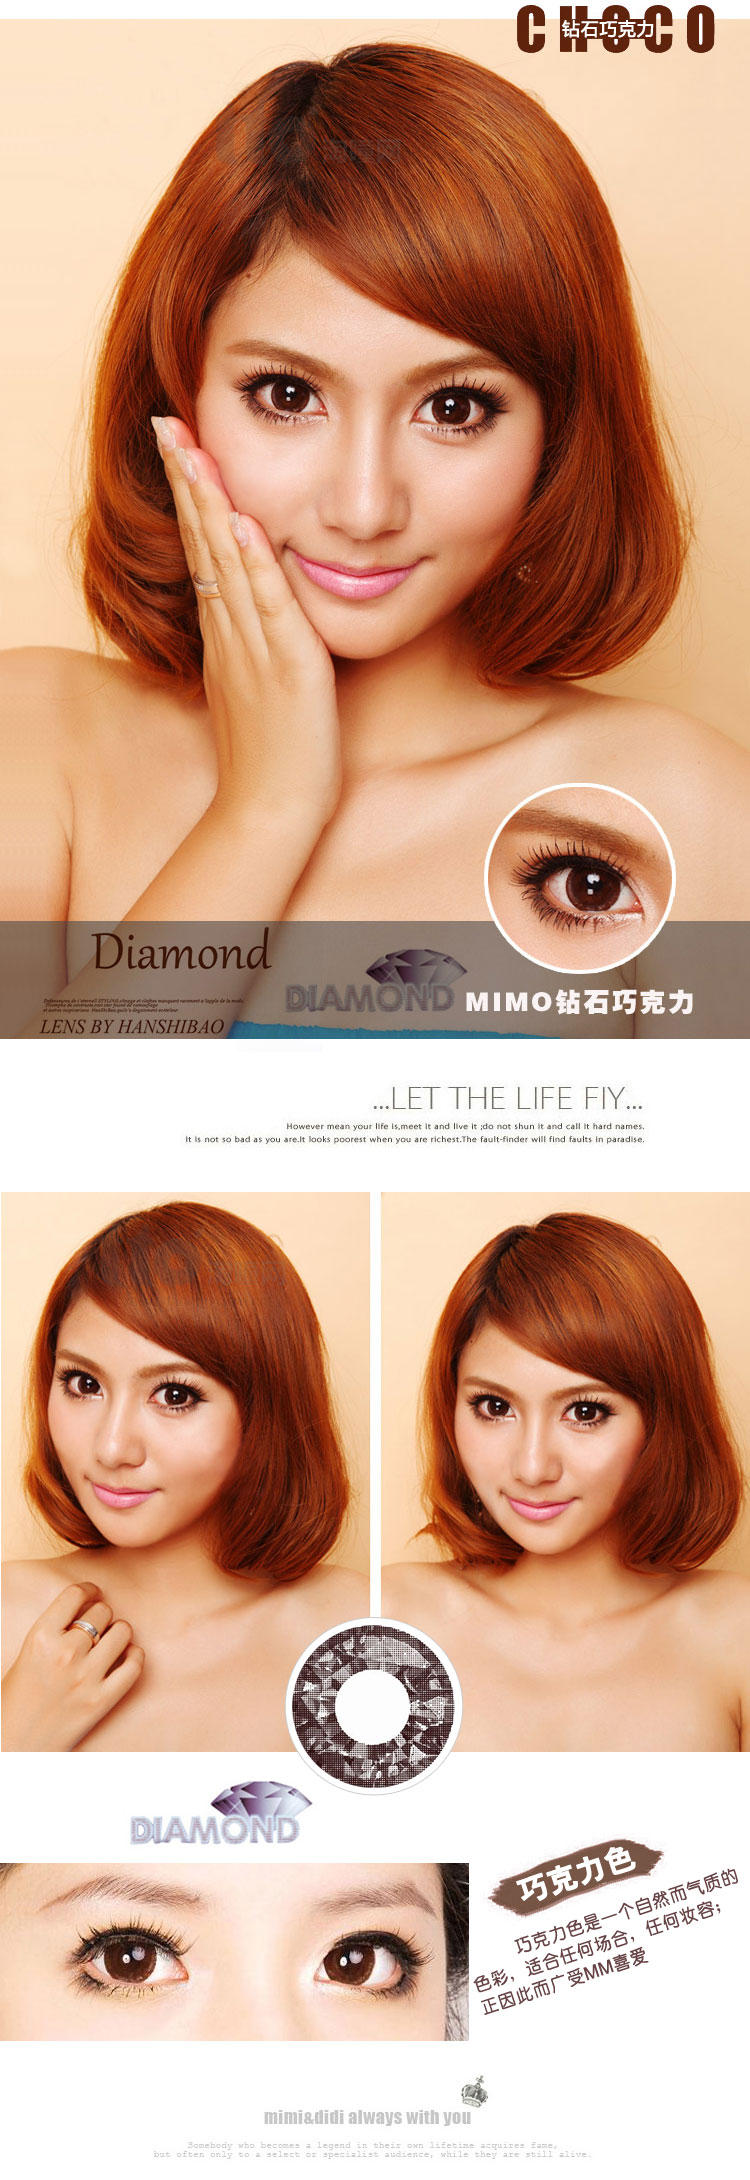 CHOCO
钻石巧克力
Diamond
LENS BY HANSHIBAO
DIAMOND
MIMO钻石巧克力
...LET THE LIFE FIY...
However mean your life is,meet it and live it ;do not shun it and call it hard names.
It is not so bad as you are.It looks poorest when you are richest.The fault-finder will find faults in paradise.
DIAMOND
巧克力色
巧克力色是一个自然而气质的
色彩，适合任何场合，任何妆容；
正因此而广受MM喜爱
mimi&didi always with you
Somebody who becomes a legend in their own lifetime acquires fame,
but often only to a select or specialist audience, while they are still alive.